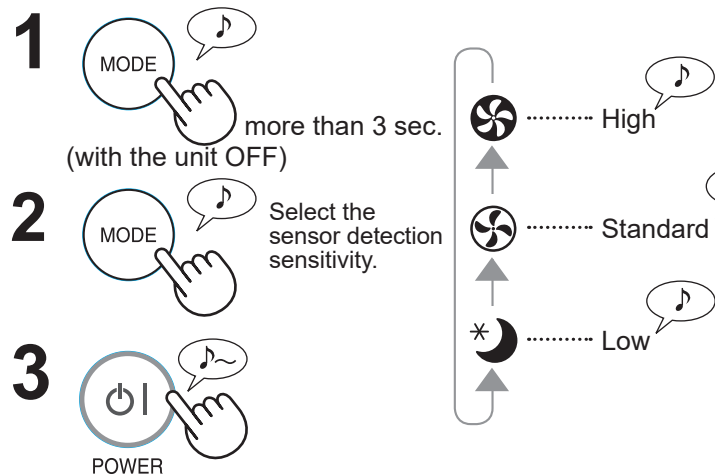 1
MODE
more than 3 sec.
(with the unit OFF)
2
MODE
Select the
sensor detection
sensitivity.
3
POWER
High
Standard
Low